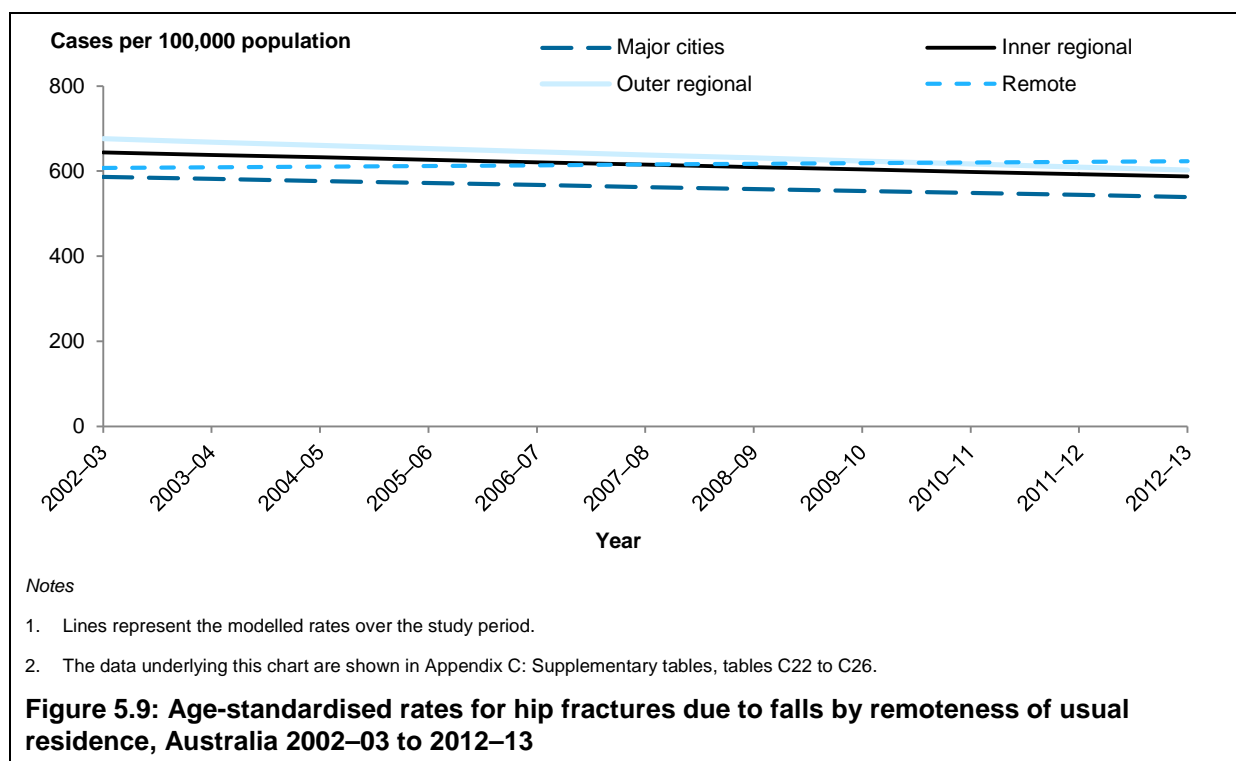 Cases per 100,000 population
Major cities
Inner regional
Outer regional
Remote
800
600
400
200
0
2002–03
2003–04
2004–05
2005–06
2006–07
2007–08
2008–09
2009–10
2010–11
2011–12
2012–13
Year
Notes
1. Lines represent the modelled rates over the study period.
2. The data underlying this chart are shown in Appendix C: Supplementary tables, tables C22 to C26.
Figure 5.9: Age-standardised rates for hip fractures due to falls by remoteness of usual
residence, Australia 2002–03 to 2012–13